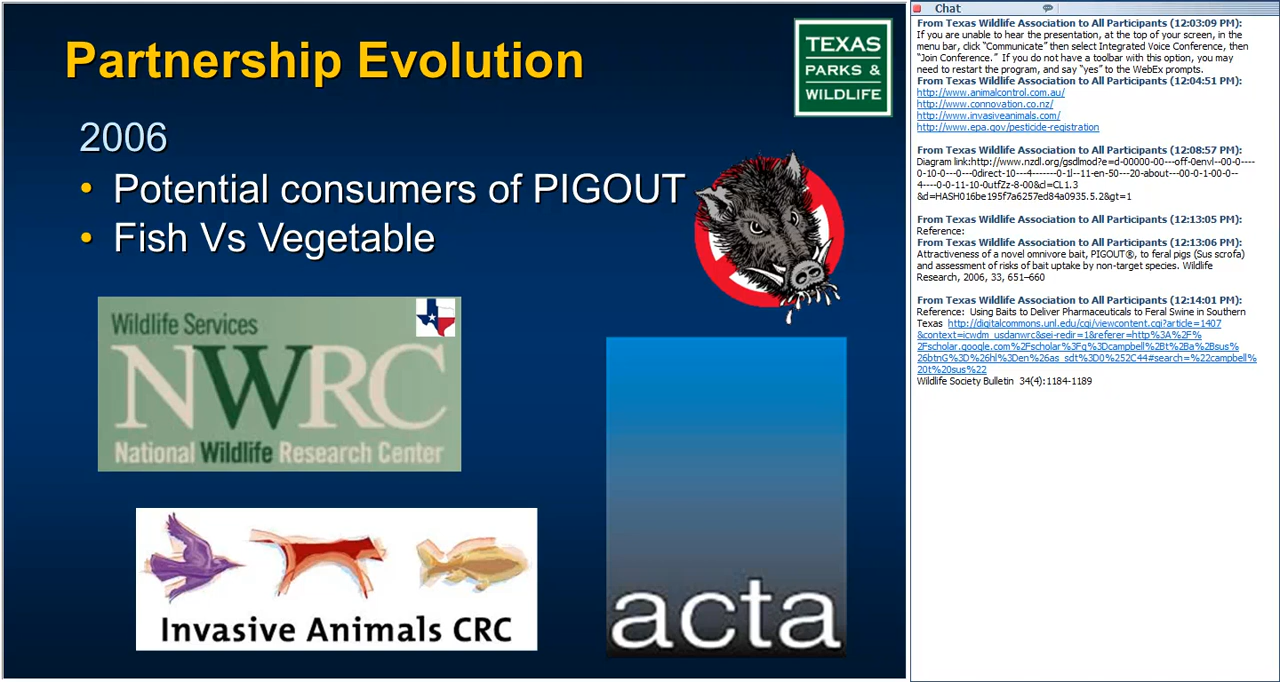 Partnership Evolution
TEXAS
PARKS &
WILDLIFE
2006
• Potential consumers of PIGOUT
• Fish Vs Vegetable
Wildlife Services
NWRC
National Wildlife Research Center
Invasive Animals CRC
acta
Chat
From Texas Wildlife Association to All Participants (12:03:09 PM):
If you are unable to hear the presentation, at the top of your screen, in the
menu bar, click “Communicate” then select Integrated Voice Conference, then
“Join Conference.” If you do not have a toolbar with this option, you may
need to restart the program, and say “yes” to the WebEx prompts.
From Texas Wildlife Association to All Participants (12:04:51 PM):
http://www.animalcontrol.com.au/
http://www.connovation.co.nz/
http://www.invasiveanimals.com/
http://www.epa.gov/pesticide-registration
From Texas Wildlife Association to All Participants (12:08:57 PM):
Diagram link:http://www.nzdl.org/gsdlmod?e=d-00000-00---off-0envl--00-0----
0-10-0---0---0direct-10---4-------0-1l--11-en-50---20-about---00-0-1-00-0--
4----0-0-11-10-0utfZz-8-00&cl=CL1.3
&d=HASH016be195f7a6257ed84a0935.5.2&gt=1
From Texas Wildlife Association to All Participants (12:13:05 PM):
Reference:
From Texas Wildlife Association to All Participants (12:13:06 PM):
Attractiveness of a novel omnivore bait, PIGOUT®, to feral pigs (Sus scrofa)
and assessment of risks of bait uptake by non-target species. Wildlife
Research, 2006, 33, 651–660
From Texas Wildlife Association to All Participants (12:14:01 PM):
Reference: Using Baits to Deliver Pharmaceuticals to Feral Swine in Southern
Texas http://digitalcommons.unl.edu/cgi/viewcontent.cgi?article=1407
&context=icwdm_usdanwrc&sei-redir=1&referer=http%3A%2F%
2Fscholar.google.com%2Fscholar%3Fq%3Dcampbell%2Bt%2Ba%2Bsus%
26btnG%3D%26hl%3Den%26as_sdt%3D0%252C44#search=%22campbell%
20t%20sus%22
Wildlife Society Bulletin 34(4):1184-1189